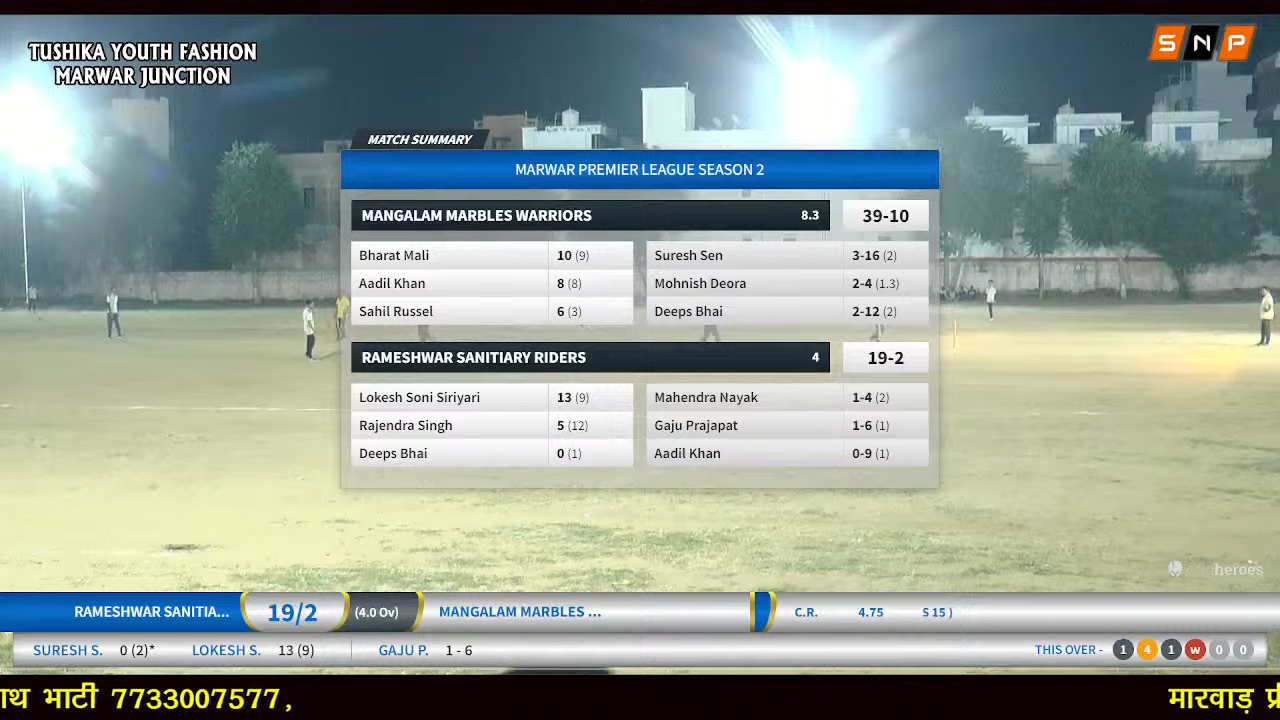 TUSHIKA YOUTH FASHION
MARWAR JUNCTION
SNP
MATCH SUMMARY
MARWAR PREMIER LEAGUE SEASON 2
MANGALAM MARBLES WARRIORS 8.3 39-10
Bharat Mali 10 (9) Suresh Sen 3-16 (2)
Aadil Khan 8 (8) Mohnish Deora 2-4 (1.3)
Sahil Russel 6 (3) Deeps Bhai 2-12 (2)
RAMESHWAR SANITIARY RIDERS 4 19-2
Lokesh Soni Siriyari 13 (9) Mahendra Nayak 1-4 (2)
Rajendra Singh 5 (12) Gaju Prajapat 1-6 (1)
Deeps Bhai 0 (1) Aadil Khan 0-9 (1)
heroes
RAMESHWAR SANITIA... 19/2 (4.0 Ov) MANGALAM MARBLES ... C.R. 4.75 S 15 )
SURESH S. 0 (2)* LOKESH S. 13 (9) GAJU P. 1 - 6 THIS OVER - 1 4 1 W 0 0
भाटी 7733007577, मारवाड़